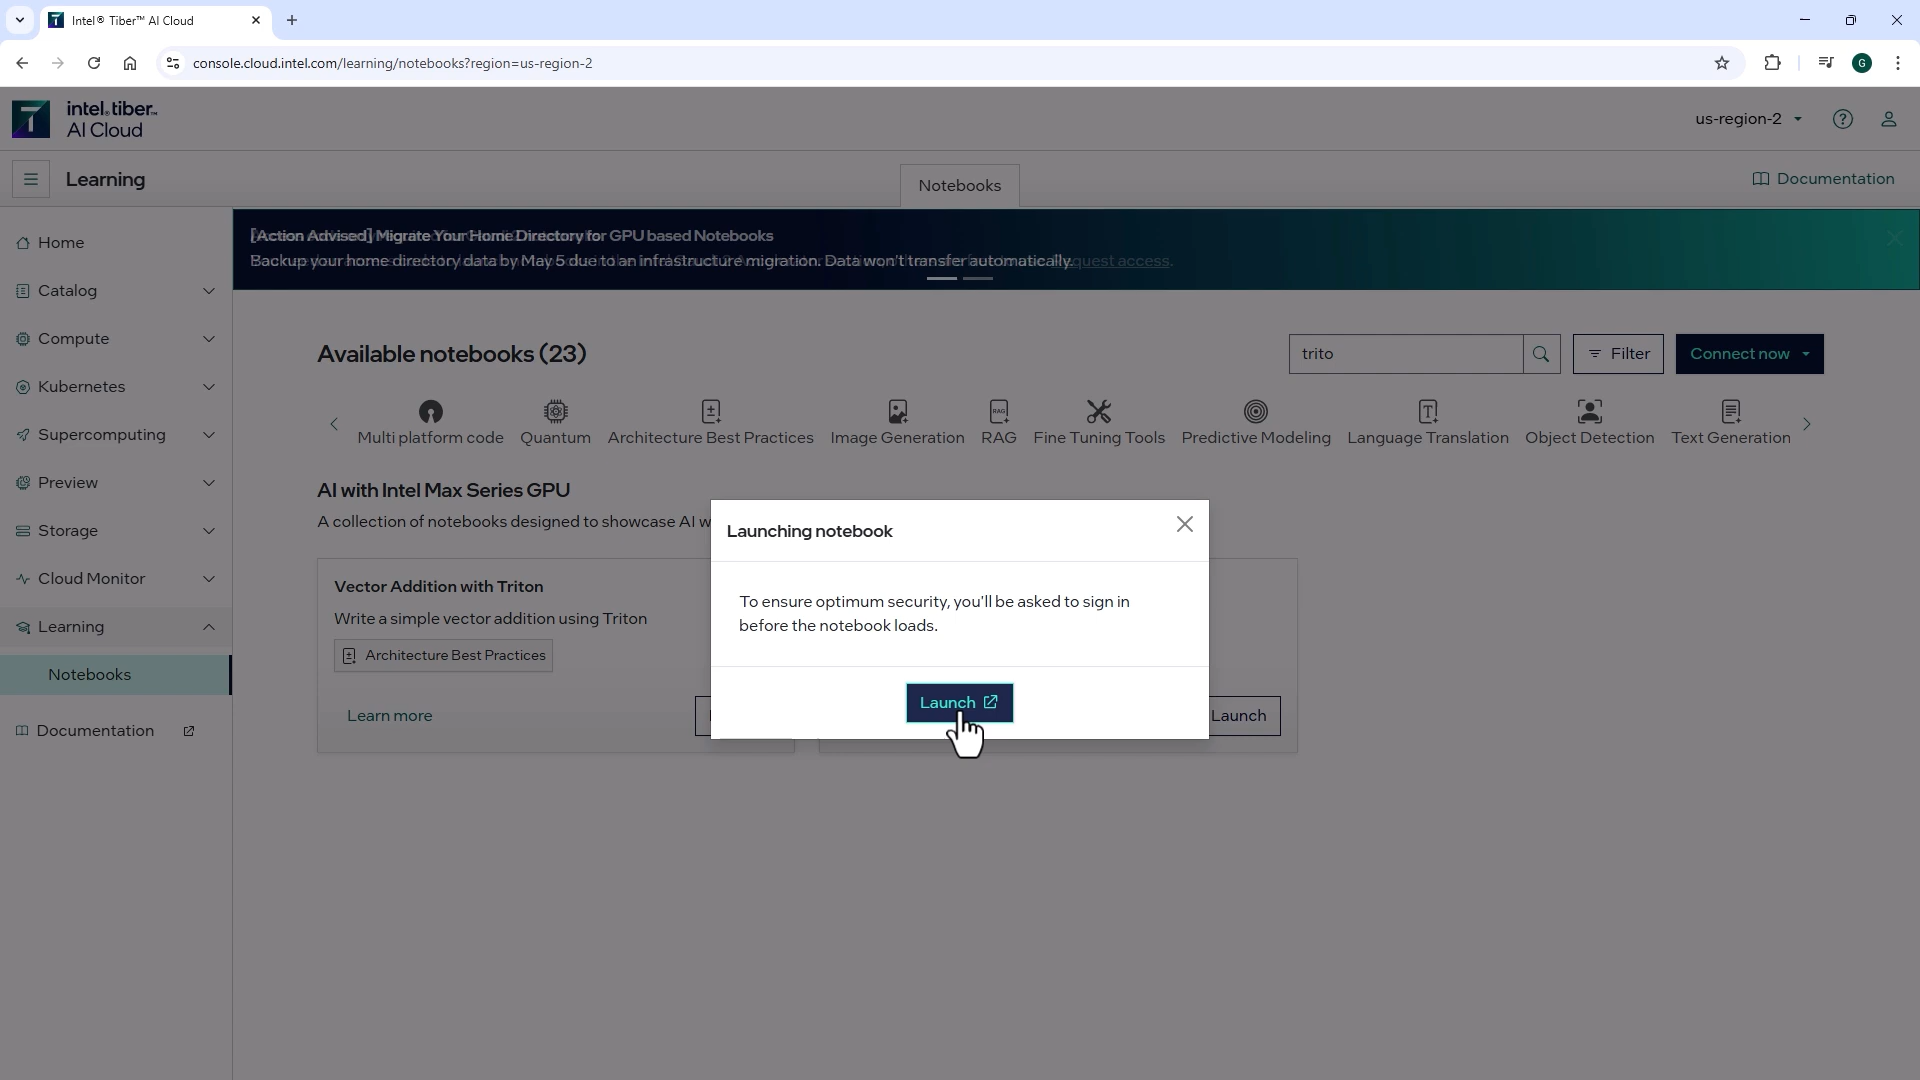 Intel® Tiber™ AI Cloud
console.cloud.intel.com/learning/notebooks?region=us-region-2
G
intel. tiber™
AI Cloud
us-region-2
Learning
Notebooks
Documentation
Home
Catalog
Compute
Kubernetes
Supercomputing
Preview
Storage
Cloud Monitor
Learning
Notebooks
Documentation
[Action Advised] Migrate Your Home Directory for GPU based Notebooks
Backup your home directory data by May 5 due to an infrastructure migration. Data won't transfer automatically.
request access.
Available notebooks (23)
trito
Filter
Connect now
Multi platform code
Quantum
Architecture Best Practices
Image Generation
RAG
Fine Tuning Tools
Predictive Modeling
Language Translation
Object Detection
Text Generation
AI with Intel Max Series GPU
A collection of notebooks designed to showcase AI
Vector Addition with Triton
Write a simple vector addition using Triton
Architecture Best Practices
Learn more
Launch
Launching notebook
To ensure optimum security, you'll be asked to sign in
before the notebook loads.
Launch